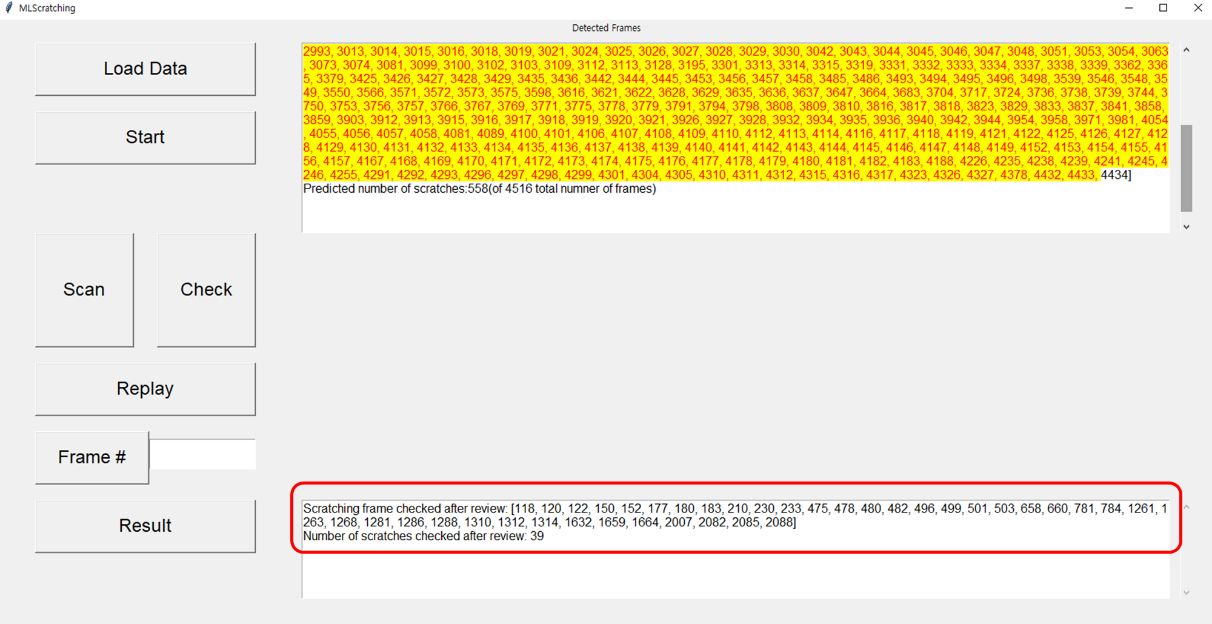 MLScratching
Detected Frames
Load Data
Start
Scan
Check
Replay
Frame #
Result
2993, 3013, 3014, 3015, 3016, 3018, 3019, 3021, 3024, 3025, 3026, 3027, 3028, 3029, 3030, 3042, 3043, 3044, 3045, 3046, 3047, 3048, 3051, 3053, 3054, 3063
, 3073, 3074, 3081, 3099, 3100, 3102, 3103, 3109, 3112, 3113, 3128, 3195, 3301, 3313, 3314, 3315, 3319, 3331, 3332, 3333, 3334, 3337, 3338, 3339, 3362, 336
5, 3379, 3425, 3426, 3427, 3428, 3429, 3435, 3436, 3442, 3444, 3445, 3453, 3456, 3457, 3458, 3485, 3486, 3493, 3494, 3495, 3496, 3498, 3539, 3546, 3548, 35
49, 3550, 3566, 3571, 3572, 3573, 3575, 3598, 3616, 3621, 3622, 3628, 3629, 3635, 3636, 3637, 3647, 3664, 3683, 3704, 3717, 3724, 3736, 3738, 3739, 3744, 3
750, 3753, 3756, 3757, 3766, 3767, 3769, 3771, 3775, 3778, 3779, 3791, 3794, 3798, 3808, 3809, 3810, 3816, 3817, 3818, 3823, 3829, 3833, 3837, 3841, 3858,
3859, 3903, 3912, 3913, 3915, 3916, 3917, 3918, 3919, 3920, 3921, 3926, 3927, 3928, 3932, 3934, 3935, 3936, 3940, 3942, 3944, 3954, 3958, 3971, 3981, 4054
, 4055, 4056, 4057, 4058, 4081, 4089, 4100, 4101, 4106, 4107, 4108, 4109, 4110, 4112, 4113, 4114, 4116, 4117, 4118, 4119, 4121, 4122, 4125, 4126, 4127, 412
8, 4129, 4130, 4131, 4132, 4133, 4134, 4135, 4136, 4137, 4138, 4139, 4140, 4141, 4142, 4143, 4144, 4145, 4146, 4147, 4148, 4149, 4152, 4153, 4154, 4155, 4
156, 4157, 4167, 4168, 4169, 4170, 4171, 4172, 4173, 4174, 4175, 4176, 4177, 4178, 4179, 4180, 4181, 4182, 4183, 4188, 4226, 4235, 4238, 4239, 4241, 4245, 4
246, 4255, 4291, 4292, 4293, 4296, 4297, 4298, 4299, 4301, 4304, 4305, 4310, 4311, 4312, 4315, 4316, 4317, 4323, 4326, 4327, 4378, 4432, 4433, 4434]
Predicted number of scratches:558(of 4516 total numner of frames)
Scratching frame checked after review: [118, 120, 122, 150, 152, 177, 180, 183, 210, 230, 233, 475, 478, 480, 482, 496, 499, 501, 503, 658, 660, 781, 784, 1261, 1
263, 1268, 1281, 1286, 1288, 1310, 1312, 1314, 1632, 1659, 1664, 2007, 2082, 2085, 2088]
Number of scratches checked after review: 39